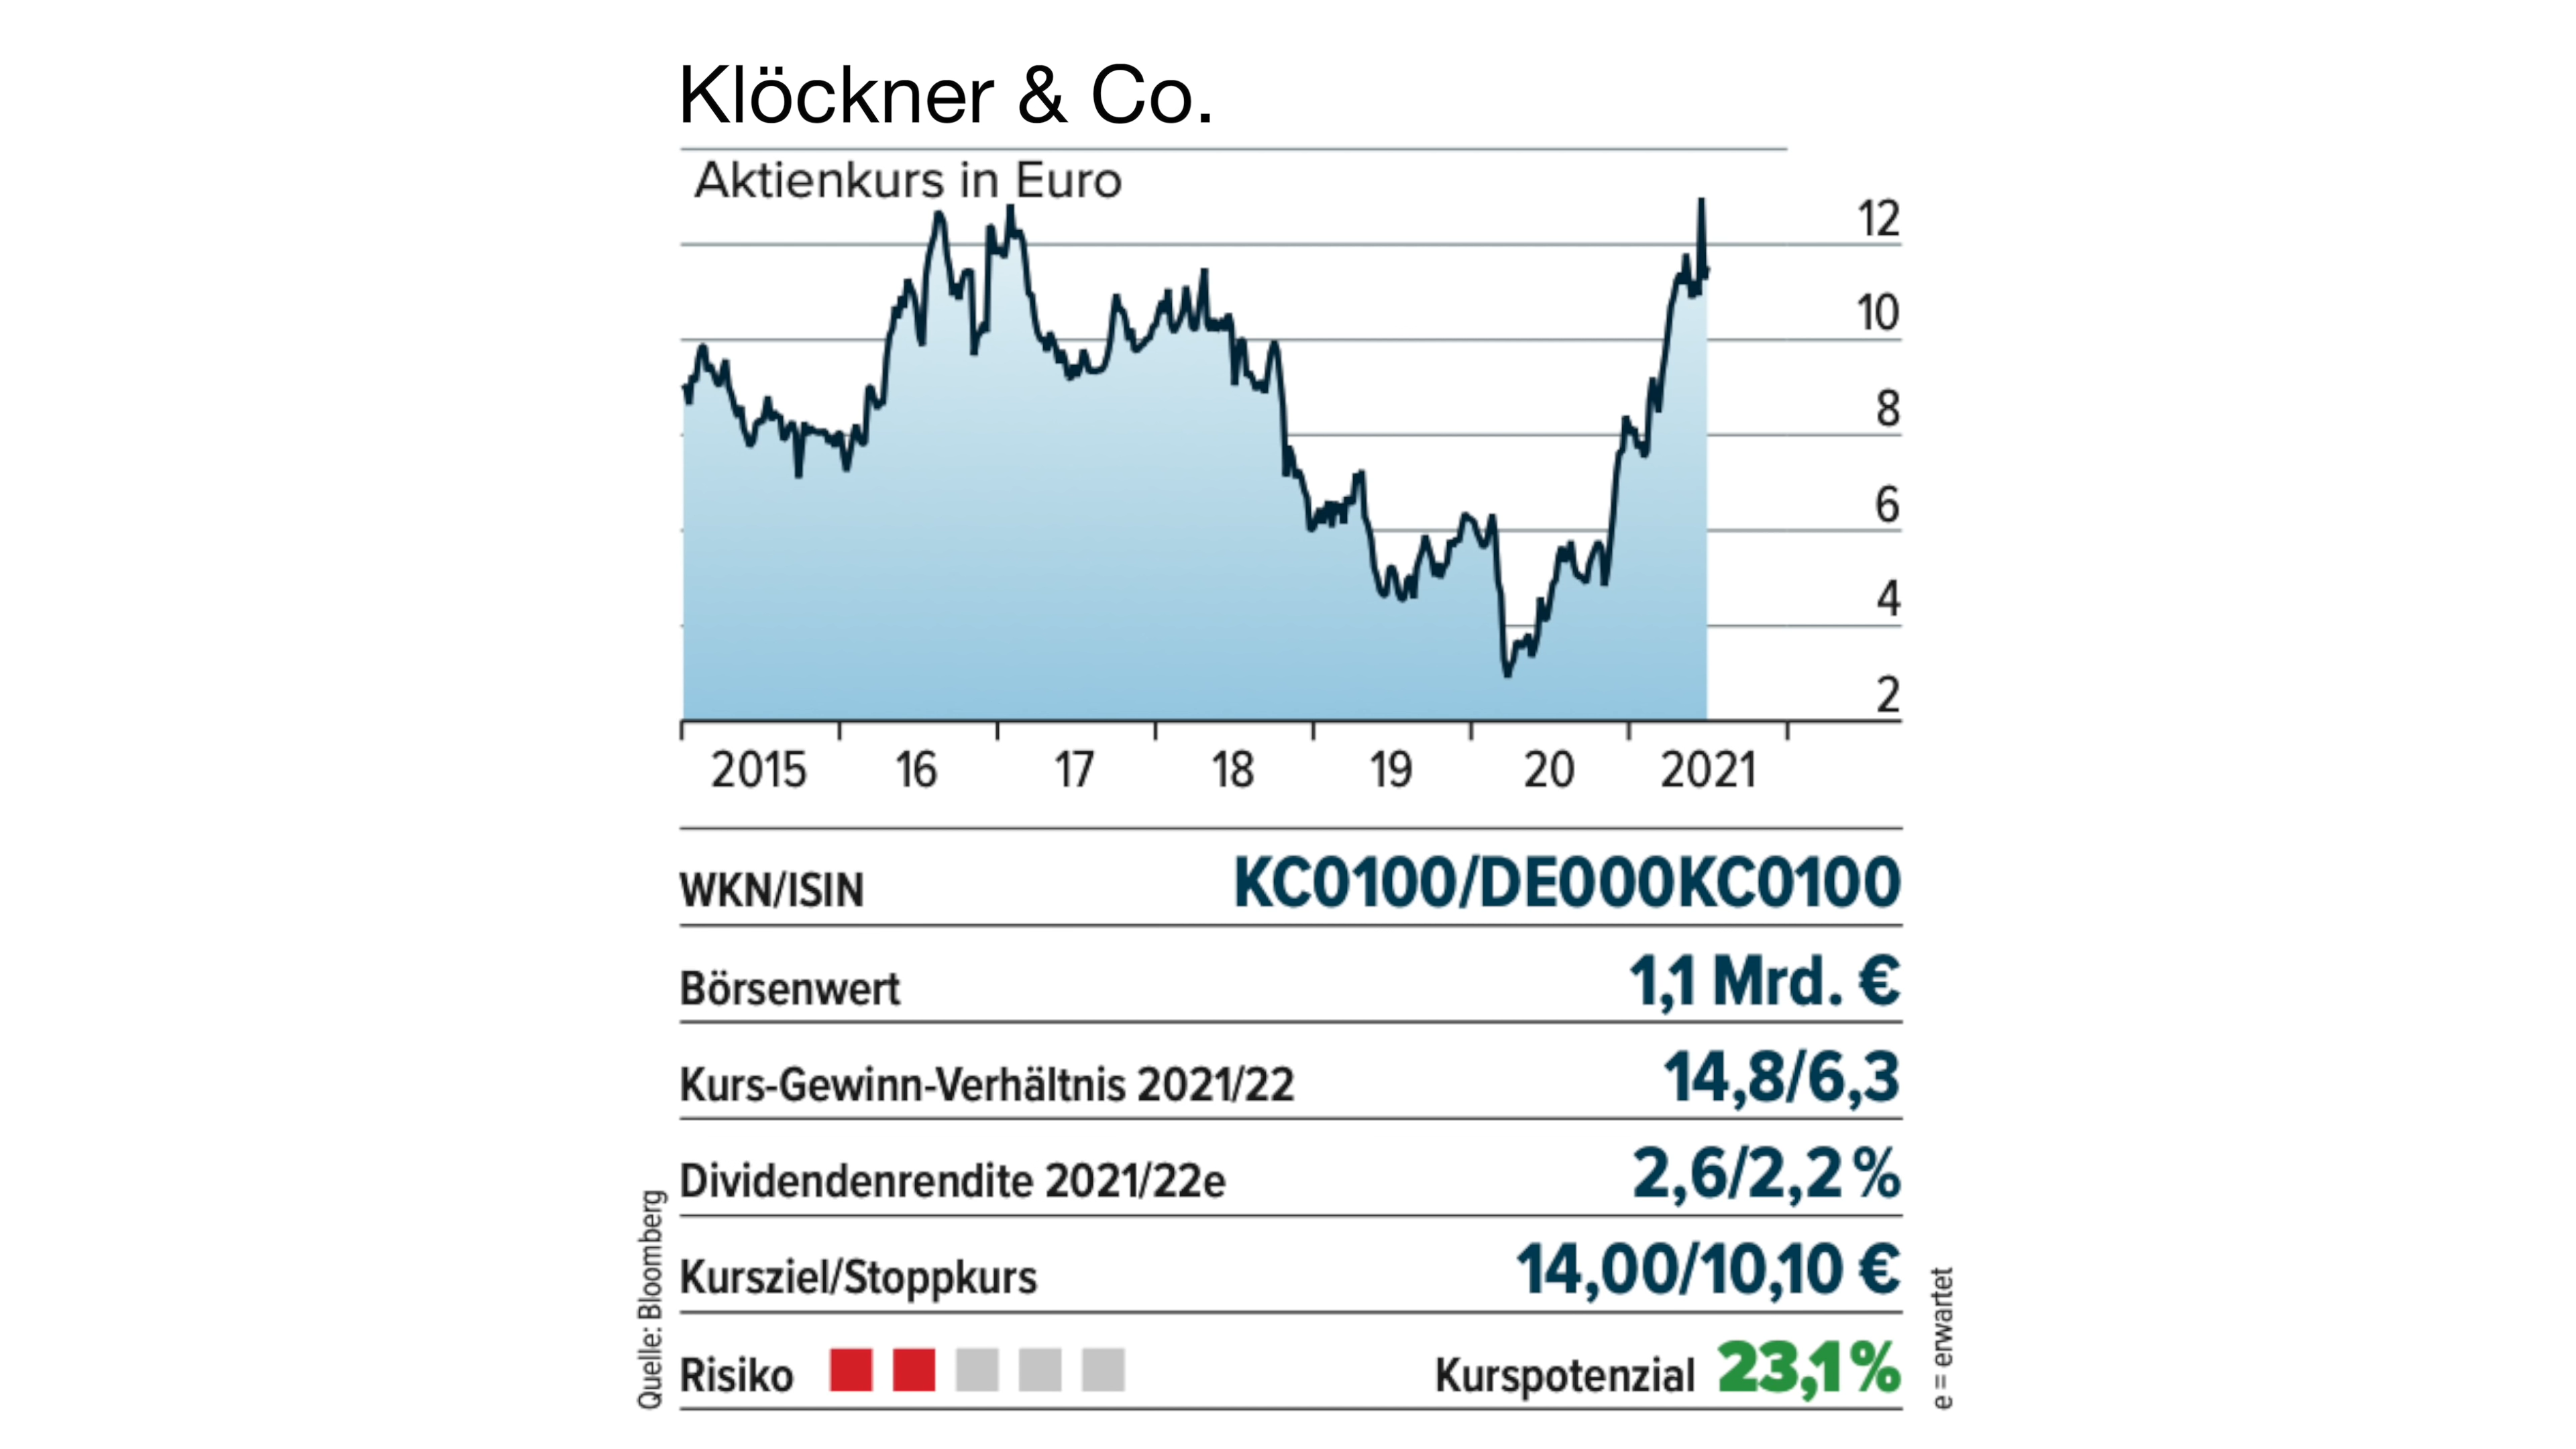 Klöckner & Co.
Aktienkurs in Euro
12
10
8
6
4
2
2015 16 17 18 19 20 2021
WKN/ISIN KC0100/DE000KC0100
Börsenwert 1,1 Mrd. €
Kurs-Gewinn-Verhältnis 2021/22 14,8/6,3
Dividendenrendite 2021/22e 2,6/2,2 %
Kursziel/Stoppkurs 14,00/10,10 €
Risiko Kurspotenzial 23,1 %
Quelle: Bloomberg
e = erwartet